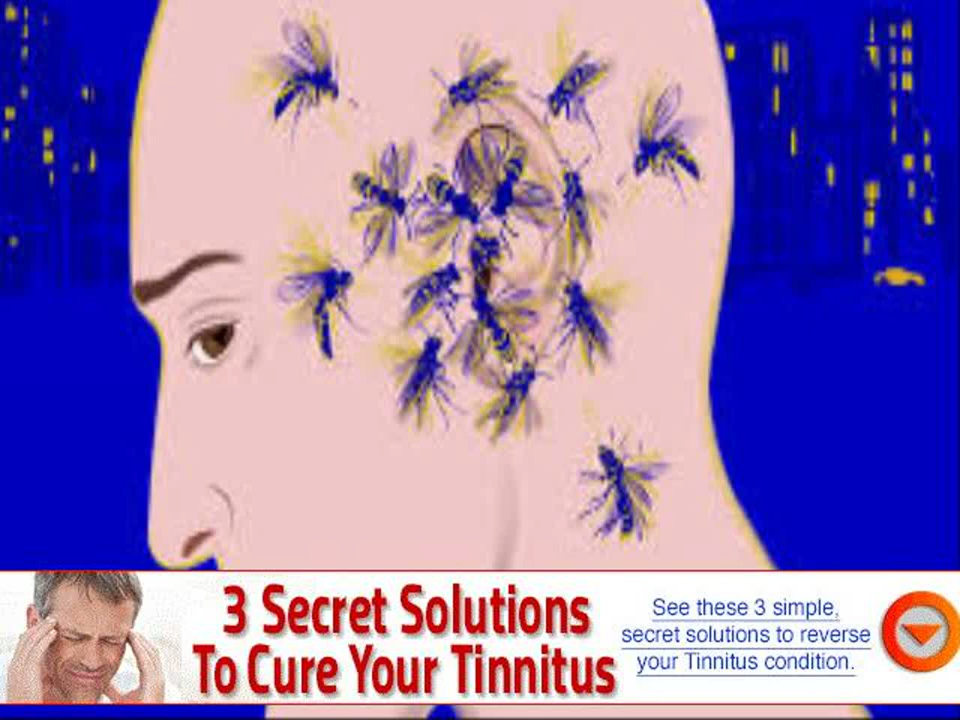 3 Secret Solutions
To Cure Your Tinnitus
See these 3 simple,
secret solutions to reverse
your Tinnitus condition.